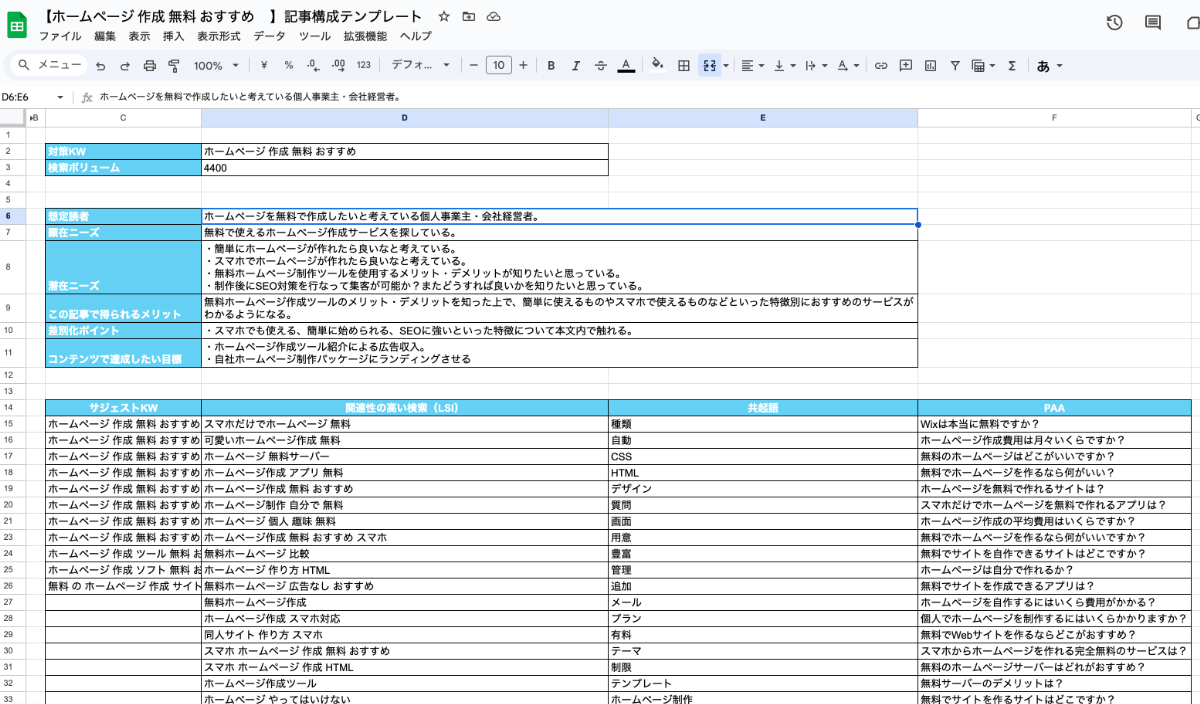 【ホームページ 作成 無料 おすすめ　】記事構成テンプレート
ファイル 編集 表示 挿入 表示形式 データ ツール 拡張機能 ヘルプ
メニュー 100% ¥ % .0 .00 123 デフォ... − 10 + B I S A Σ あ
D6:E6 fx ホームページを無料で作成したいと考えている個人事業主・会社経営者。
B C D E F
1
2 対策KW ホームページ 作成 無料 おすすめ
3 検索ボリューム 4400
4
5
6 想定読者 ホームページを無料で作成したいと考えている個人事業主・会社経営者。
7 顕在ニーズ 無料で使えるホームページ作成サービスを探している。
・簡単にホームページが作れたら良いなと考えている。
・スマホでホームページが作れたら良いなと考えている。
8 ・無料ホームページ制作ツールを使用するメリット・デメリットが知りたいと思っている。
潜在ニーズ ・制作後にSEO対策を行なって集客が可能か？またどうすれば良いかを知りたいと思っている。
無料ホームページ作成ツールのメリット・デメリットを知った上で、簡単に使えるものやスマホで使えるものなどといった特徴別におすすめのサービスが
9 この記事で得られるメリット わかるようになる。
10 差別化ポイント ・スマホでも使える、簡単に始められる、SEOに強いといった特徴について本文内で触れる。
・ホームページ作成ツール紹介による広告収入。
11 コンテンツで達成したい目標 ・自社ホームページ制作パッケージにランディングさせる
12
13
14 サジェストKW 関連性の高い検索（LSI） 共起語 PAA
15 ホームページ 作成 無料 おすすめ スマホだけでホームページ 無料 種類 Wixは本当に無料ですか？
16 ホームページ 作成 無料 おすすめ 可愛いホームページ作成 無料 自動 ホームページ作成費用は月々いくらですか？
17 ホームページ 作成 無料 おすすめ ホームページ 無料サーバー CSS 無料のホームページはどこがいいですか？
18 ホームページ 作成 無料 おすすめ ホームページ作成 アプリ 無料 HTML 無料でホームページを作るなら何がいい？
19 ホームページ 作成 無料 おすすめ ホームページ作成 無料 おすすめ デザイン ホームページを無料で作れるサイトは？
20 ホームページ 作成 無料 おすすめ ホームページ制作 自分で 無料 質問 スマホだけでホームページを無料で作れるアプリは？
21 ホームページ 作成 無料 おすすめ ホームページ 個人 趣味 無料 画面 ホームページ作成の平均費用はいくらですか？
23 ホームページ 作成 無料 おすすめ ホームページ作成 無料 おすすめ スマホ 用意 無料でホームページを作るなら何がいいですか？
24 ホームページ 作成 ツール 無料 お 無料ホームページ 比較 豊富 無料でサイトを自作できるサイトはどこですか？
25 ホームページ 作成 ソフト 無料 お ホームページ 作り方 HTML 管理 ホームページは自分で作れるか？
26 無料 の ホームページ 作成 サイト 無料ホームページ 広告なし おすすめ 追加 無料でサイトを作成できるアプリは？
27 無料ホームページ作成 メール ホームページを自作するにはいくら費用がかかる？
28 ホームページ作成 スマホ対応 プラン 個人でホームページを制作するにはいくらかかりますか？
29 同人サイト 作り方 スマホ 有料 無料でWebサイトを作るならどこがおすすめ？
30 スマホ ホームページ 作成 無料 おすすめ テーマ スマホからホームページを作れる完全無料のサービスは？
31 スマホ ホームページ 作成 HTML 制限 無料のホームページサーバーはどれがおすすめ？
32 ホームページ作成ツール テンプレート 無料サーバーのデメリットは？
33 ホームページ やってはいけない ホームページ制作 無料でサイトを作るサイトはどこですか？